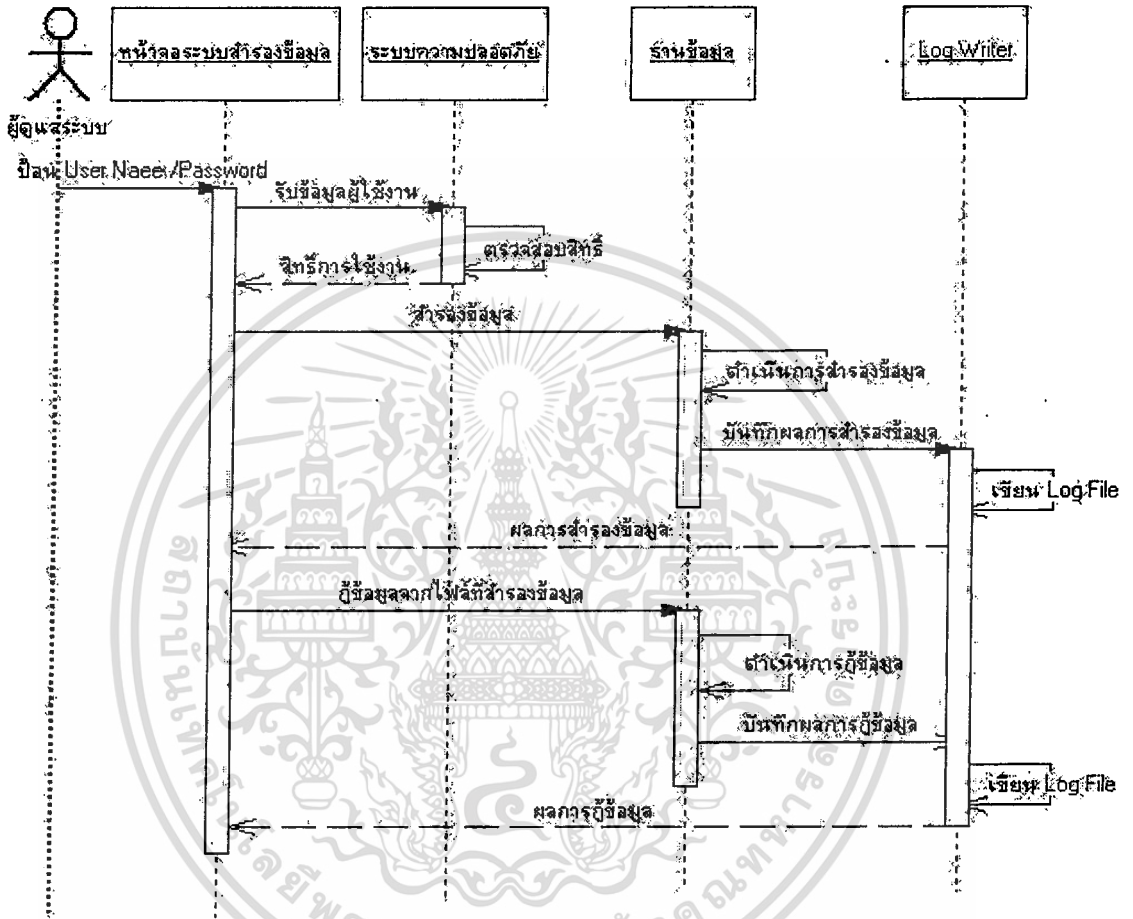 หน้าจอระบบสำรองข้อมูล
ระบบความปลอดภัย
ฐานข้อมูล
Log Writer
ผู้ดูแลระบบ
ป้อน User Naeer/Password
รับข้อมูลผู้ใช้งาน
ตรวจสอบสิทธิ์
สิทธิ์การใช้งาน
สำรองข้อมูล
ดำเนินการสำรองข้อมูล
บันทึกผลการสำรองข้อมูล
เขียน Log File
ผลการสำรองข้อมูล
กู้ข้อมูลจากไฟล์ที่สำรองข้อมูล
ดำเนินการกู้ข้อมูล
บันทึกผลการกู้ข้อมูล
เขียน Log File
ผลการกู้ข้อมูล